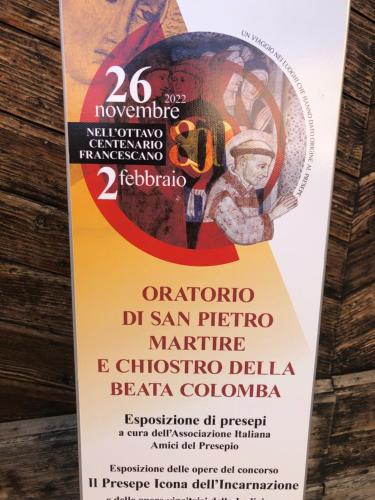 UN VIAGGIO NEI LUOGHI CHE HANNO DATO ORIGINE AL PRESEPE
26
novembre 2022
NELL'OTTAVO
CENTENARIO
FRANCESCANO
2 febbraio
ORATORIO
DI SAN PIETRO
MARTIRE
E CHIOSTRO DELLA
BEATA COLOMBA
Esposizione di presepi
a cura dell'Associazione Italiana
Amici del Presepio
Esposizione delle opere del concorso
Il Presepe Icona dell'Incarnazione